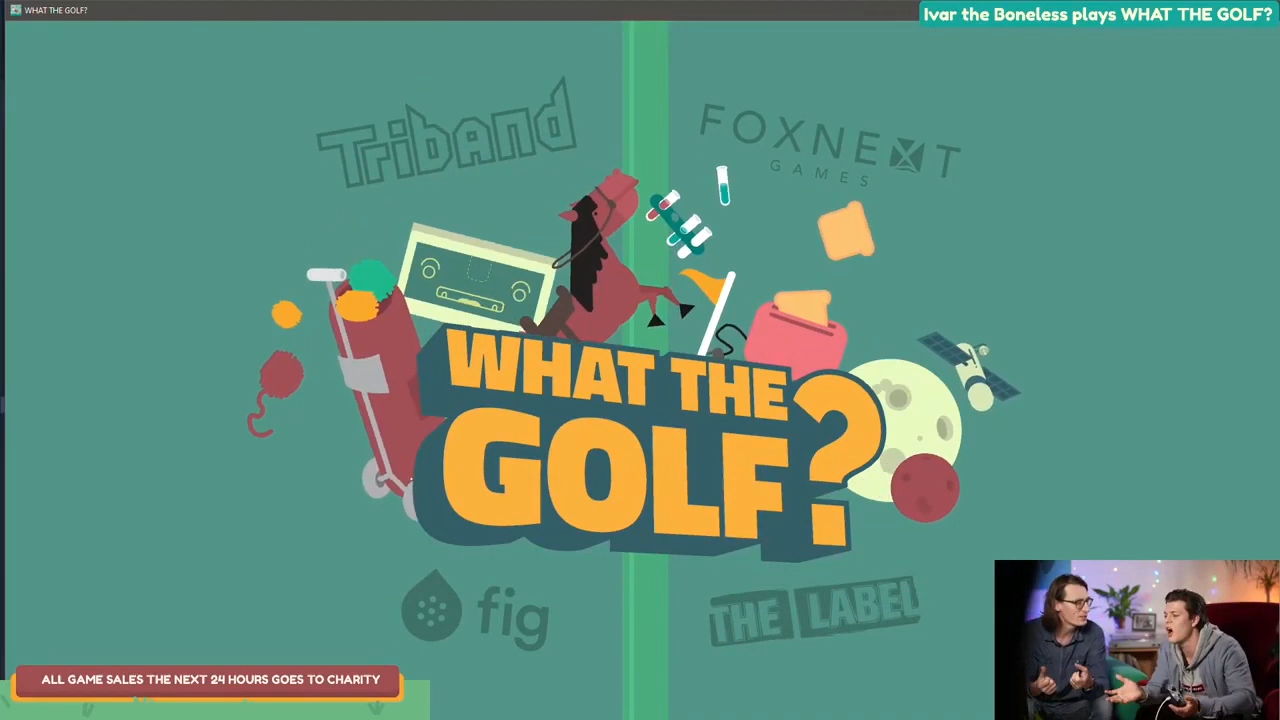 WHAT THE GOLF?
Ivar the Boneless plays WHAT THE GOLF?
Triband
FOXNEXT
GAMES
WHAT THE
GOLF?
fig
THE LABEL
ALL GAME SALES THE NEXT 24 HOURS GOES TO CHARITY